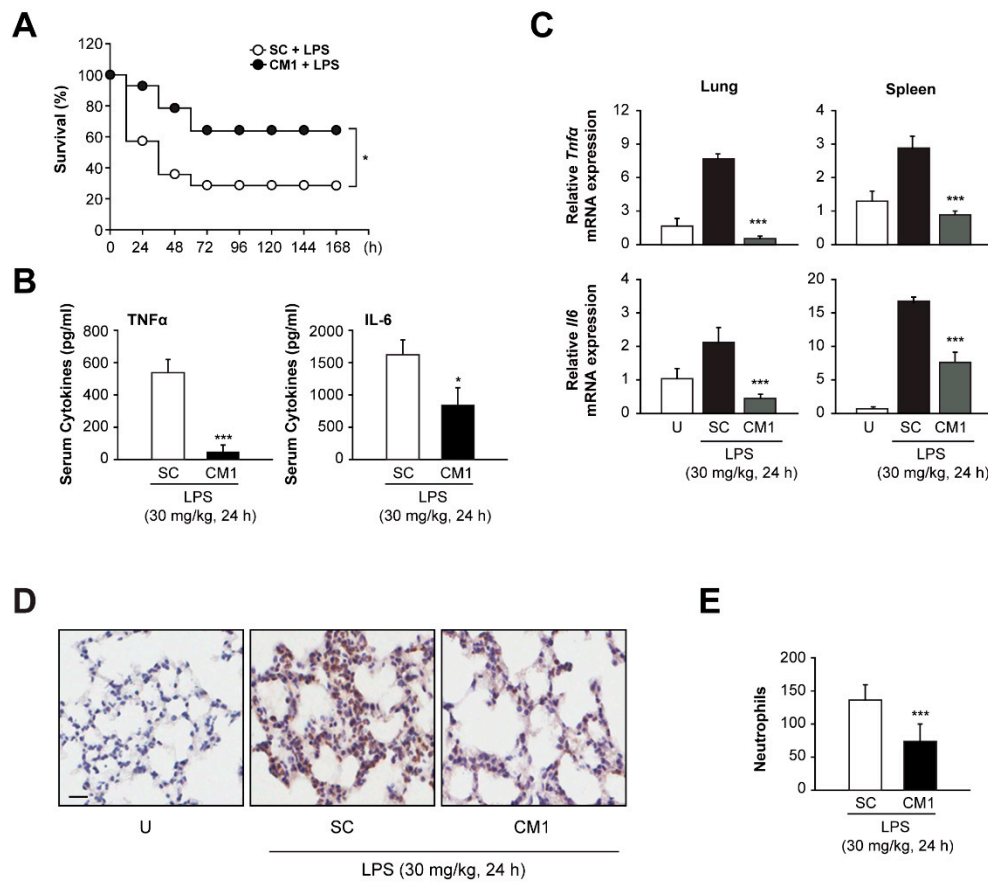 A
SC + LPS
CM1 + LPS
Survival (%)
120
100
80
60
40
20
0
0 24 48 72 96 120 144 168 (h)
*
B
TNFα
Serum Cytokines (pg/ml)
800
600
400
200
0
***
SC CM1
LPS
(30 mg/kg, 24 h)
IL-6
Serum Cytokines (pg/ml)
2000
1500
1000
500
0
*
SC CM1
LPS
(30 mg/kg, 24 h)
C
Lung
Relative Tnfα
mRNA expression
12
9
6
3
0
***
Spleen
4
3
2
1
0
***
Relative Il6
mRNA expression
4
3
2
1
0
***
U SC CM1
LPS
(30 mg/kg, 24 h)
20
15
10
5
0
***
U SC CM1
LPS
(30 mg/kg, 24 h)
D
U SC CM1
LPS (30 mg/kg, 24 h)
E
Neutrophils
200
150
100
50
0
***
SC CM1
LPS
(30 mg/kg, 24 h)